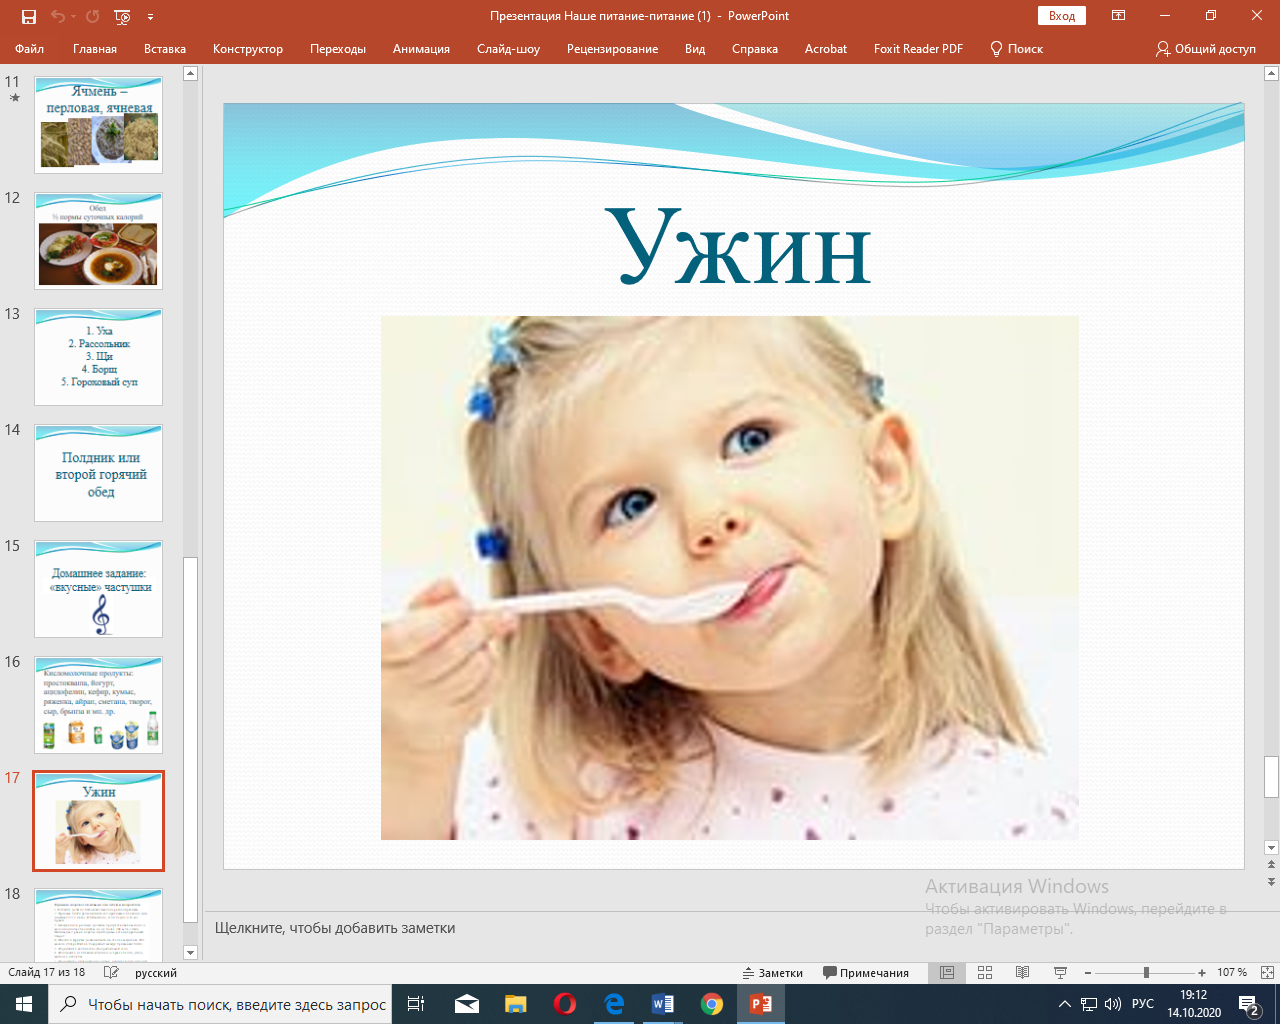 Презентация Наше питание-питание (1) - PowerPoint
Вход
Файл Главная Вставка Конструктор Переходы Анимация Слайд-шоу Рецензирование Вид Справка Acrobat Foxit Reader PDF Поиск Общий доступ
11
Ячмень –
перловая, ячневая
12
Обед
½ нормы суточных калорий
13
1. Уха
2. Рассольник
3. Щи
4. Борщ
5. Гороховый суп
14
Полдник или
второй горячий
обед
15
Домашнее задание:
«вкусные» частушки
16
Кисломолочные продукты:
простокваша, йогурт,
ацидофилин, кефир, кумыс,
ряженка, айран, сметана, творог,
сыр, брынза и мн. др.
17
Ужин
18
Ужин
Активация Windows
Чтобы активировать Windows, перейдите в
раздел "Параметры".
Щелкните, чтобы добавить заметки
Слайд 17 из 18 русский Заметки Примечания 107 %
Чтобы начать поиск, введите здесь запрос
РУС
19:12
14.10.2020
2